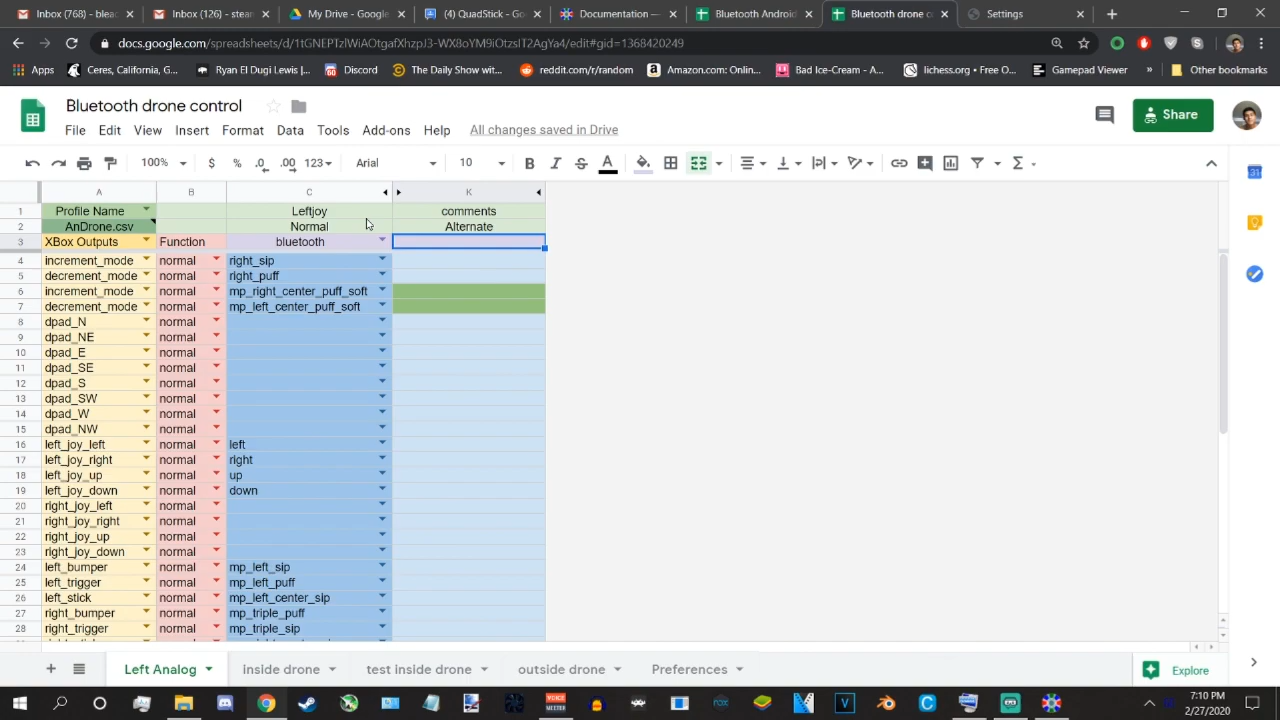 Inbox (768) - bleac
Inbox (126) - stear
My Drive - Google
(4) QuadStick - Go
Documentation —
Bluetooth Android
Bluetooth drone co
Settings
docs.google.com/spreadsheets/d/1tGNEPTzlWiAOtgafXhzpJ3-WX8oYM9iOtzsIT2AgYa4/edit#gid=1368420249
Apps
Ceres, California, G...
Ryan El Dugi Lewis |...
Discord
The Daily Show wit...
reddit.com/r/random
Amazon.com: Onlin...
Bad Ice-Cream - A...
lichess.org • Free O...
Gamepad Viewer
»
Other bookmarks
Bluetooth drone control
File Edit View Insert Format Data Tools Add-ons Help All changes saved in Drive
Share
100% $ % .0 .00 123 Arial 10 B I S A
31
A B C K
1 Profile Name Leftjoy comments
2 AnDrone.csv Normal Alternate
3 XBox Outputs Function bluetooth
4 increment_mode normal right_sip
5 decrement_mode normal right_puff
6 increment_mode normal mp_right_center_puff_soft
7 decrement_mode normal mp_left_center_puff_soft
8 dpad_N normal
9 dpad_NE normal
10 dpad_E normal
11 dpad_SE normal
12 dpad_S normal
13 dpad_SW normal
14 dpad_W normal
15 dpad_NW normal
16 left_joy_left normal left
17 left_joy_right normal right
18 left_joy_up normal up
19 left_joy_down normal down
20 right_joy_left normal
21 right_joy_right normal
22 right_joy_up normal
23 right_joy_down normal
24 left_bumper normal mp_left_sip
25 left_trigger normal mp_left_puff
26 left_stick normal mp_left_center_sip
27 right_bumper normal mp_triple_puff
28 right_trigger normal mp_triple_sip
Left Analog inside drone test inside drone outside drone Preferences
Explore
7:10 PM
2/27/2020